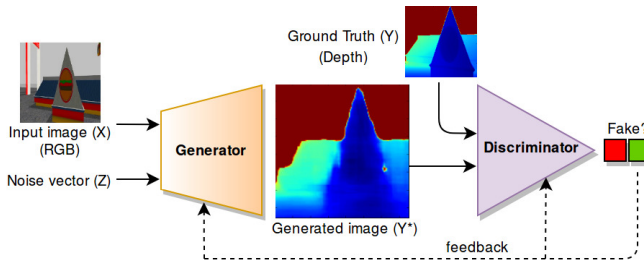 Ground Truth (Y)
(Depth)
Input image (X)
(RGB)
Noise vector (Z)
Generator
Generated image (Y*)
Discriminator
Fake?
feedback